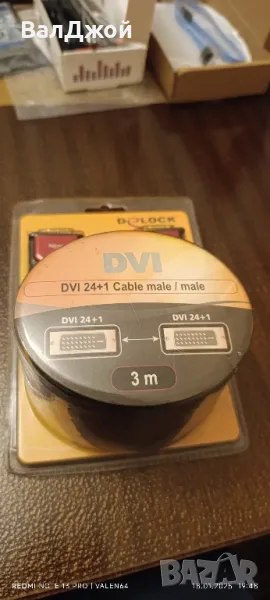 ВалДжой
DELOCK
DVI
DVI 24+1 Cable male / male
DVI 24+1
DVI 24+1
3 m
REDMI NOTE 13 PRO | VALEN64
18.01.2025 19:48
БАЗАР